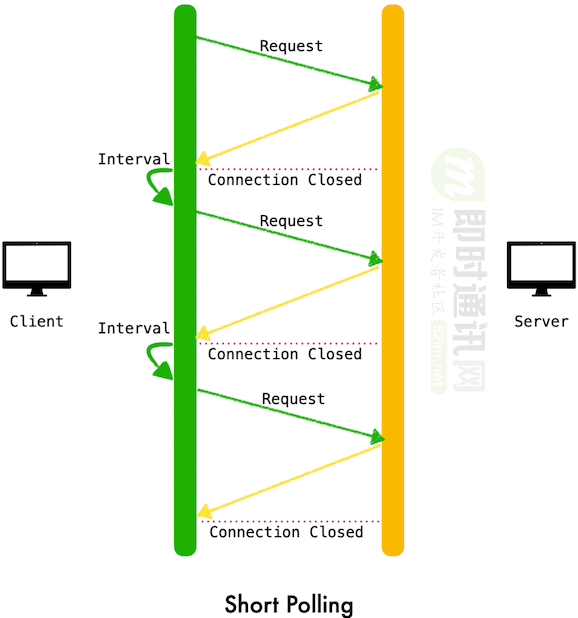 Request
Interval
Connection Closed
Request
Client
Server
Interval
Connection Closed
Request
Connection Closed
Short Polling
即时通讯网
IM开发者社区 52im.net